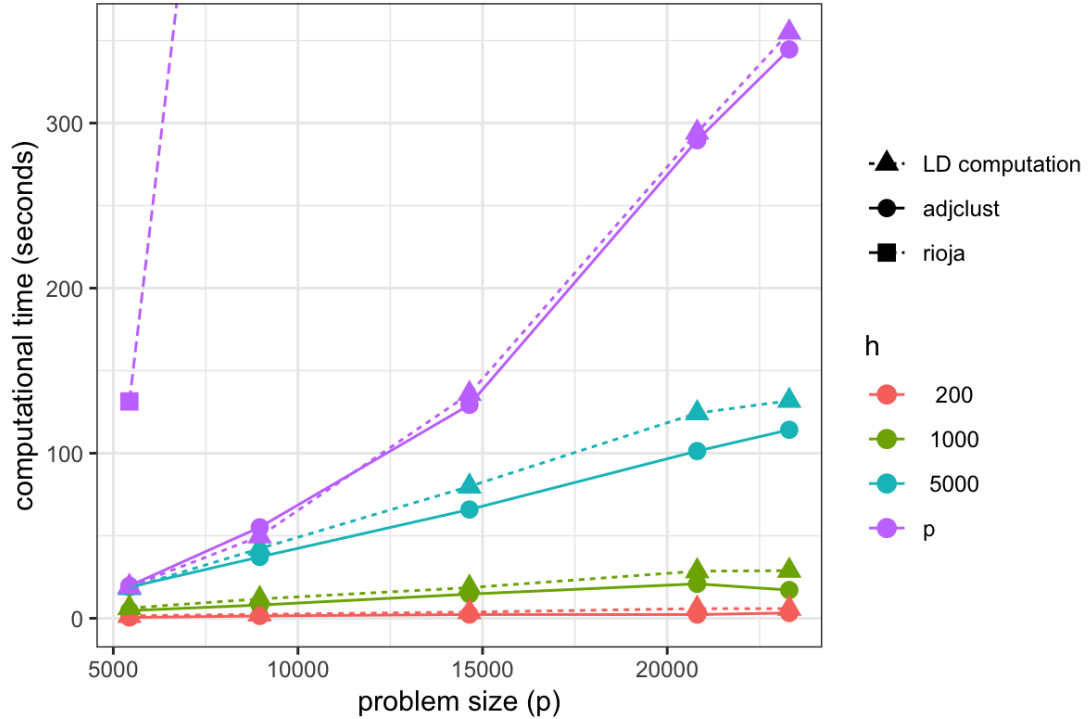 computational time (seconds)
300
200
100
0
5000
10000
15000
20000
problem size (p)
LD computation
adjclust
rioja
h
200
1000
5000
p